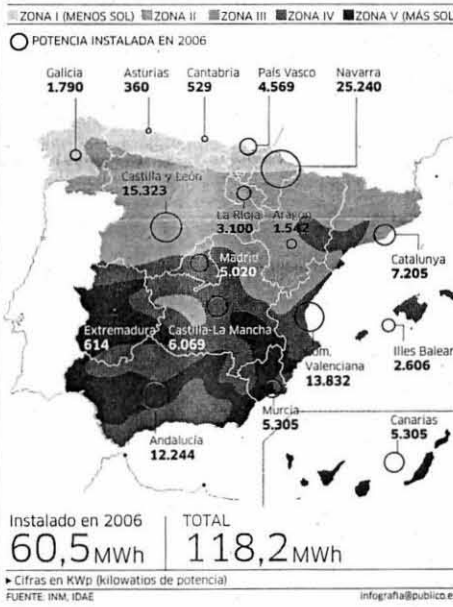 ZONA I (MENOS SOL) ZONA II ZONA III ZONA IV ZONA V (MÁS SOL
POTENCIA INSTALADA EN 2006
Galicia
1.790
Asturias
360
Cantabria
529
País Vasco
4.569
Navarra
25.240
Castilla y León
15.323
La Rioja
3.100
Aragón
1.542
Madrid
5.020
Catalunya
7.205
Extremadura
614
Castilla-La Mancha
6.069
Com.
Valenciana
13.832
Illes Balear
2.606
Murcia
5.305
Canarias
5.305
Andalucía
12.244
Instalado en 2006
60,5MWh
TOTAL
118,2MWh
Cifras en KWp (kilowatios de potencia)
FUENTE: INM, IDAE
infografia@publico.e